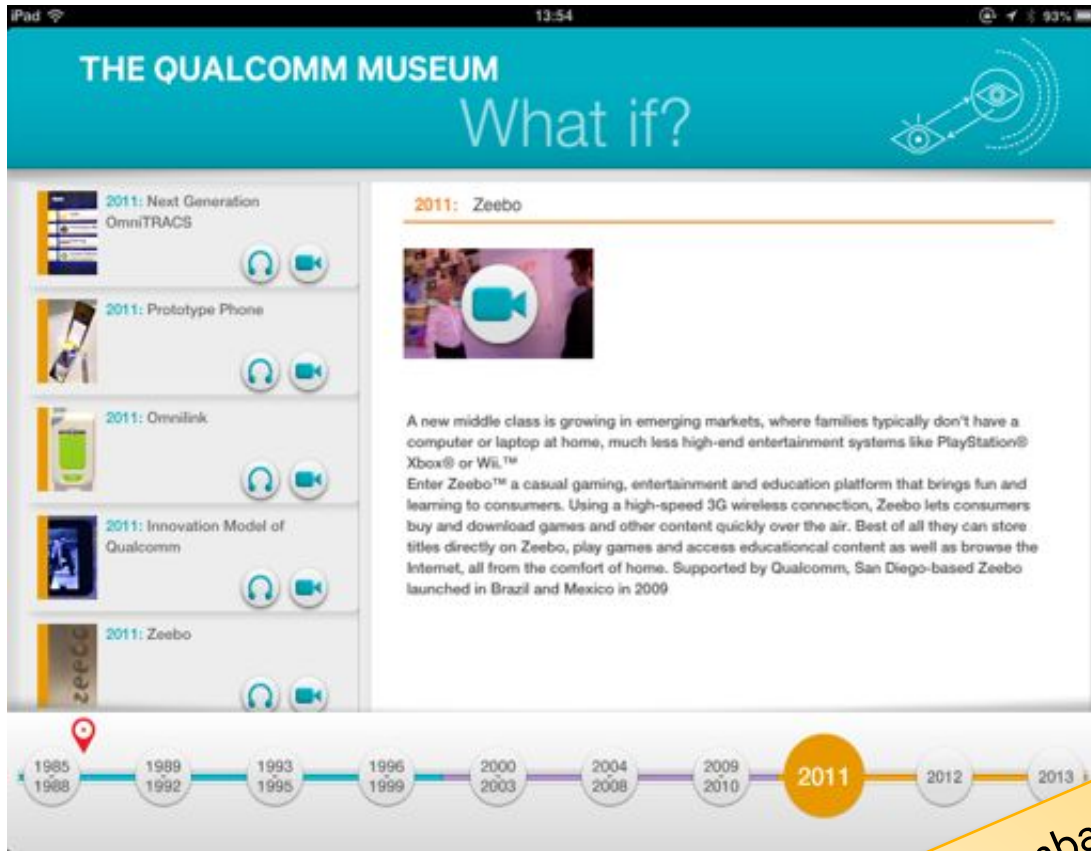 iPad
13:54
93%
THE QUALCOMM MUSEUM
What if?
2011: Next Generation
OmniTRACS
2011: Prototype Phone
2011: Omnilink
2011: Innovation Model of
Qualcomm
2011: Zeebo
zeebo
2011: Zeebo
A new middle class is growing in emerging markets, where families typically don't have a
computer or laptop at home, much less high-end entertainment systems like PlayStation®
Xbox® or Wii.™
Enter Zeebo™ a casual gaming, entertainment and education platform that brings fun and
learning to consumers. Using a high-speed 3G wireless connection, Zeebo lets consumers
buy and download games and other content quickly over the air. Best of all they can store
titles directly on Zeebo, play games and access educationcal content as well as browse the
Internet, all from the comfort of home. Supported by Qualcomm, San Diego-based Zeebo
launched in Brazil and Mexico in 2009
1985 - 1988
1989 - 1992
1993 - 1995
1996 - 1999
2000 - 2003
2004 - 2008
2009 - 2010
2011
2012
2013